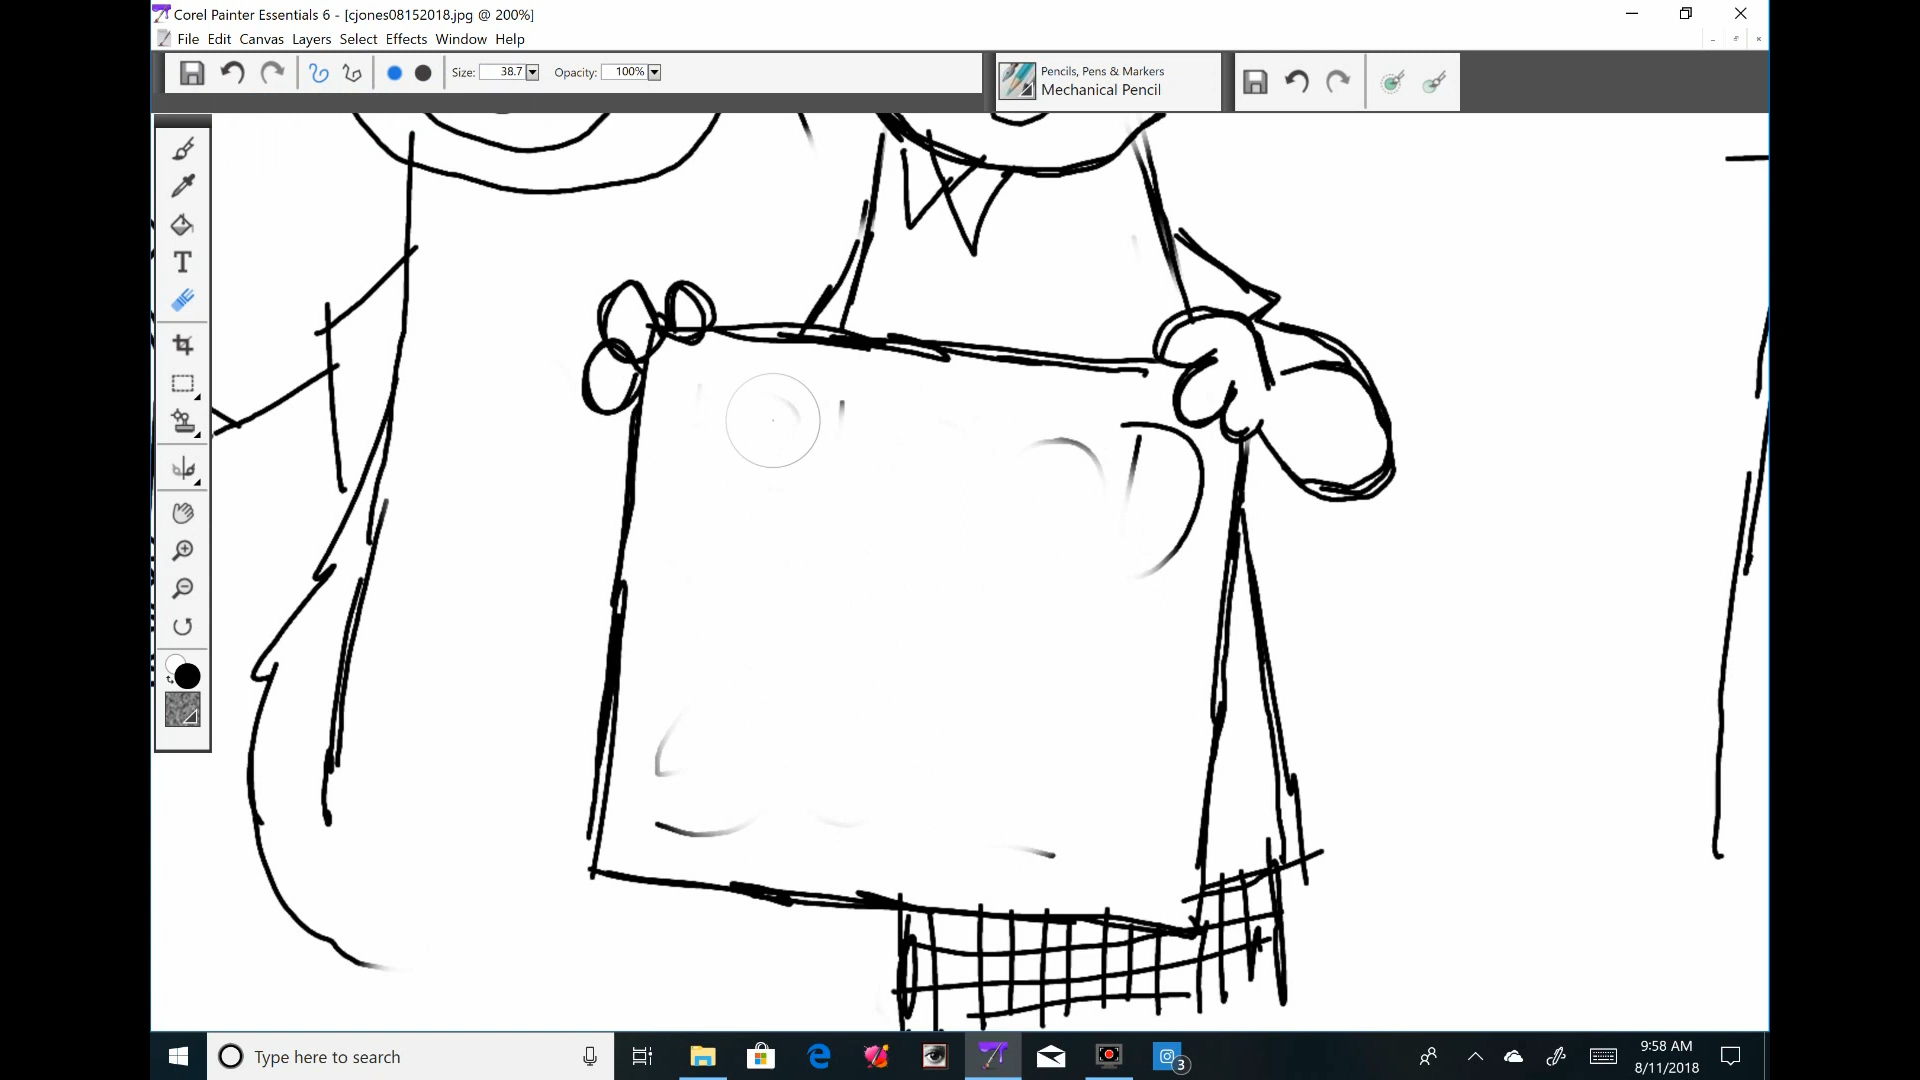 Corel Painter Essentials 6 - [cjones08152018.jpg @ 200%]
File Edit Canvas Layers Select Effects Window Help
Size: 38.7 Opacity: 100%
Pencils, Pens & Markers
Mechanical Pencil
T
Type here to search
3
9:58 AM
8/11/2018